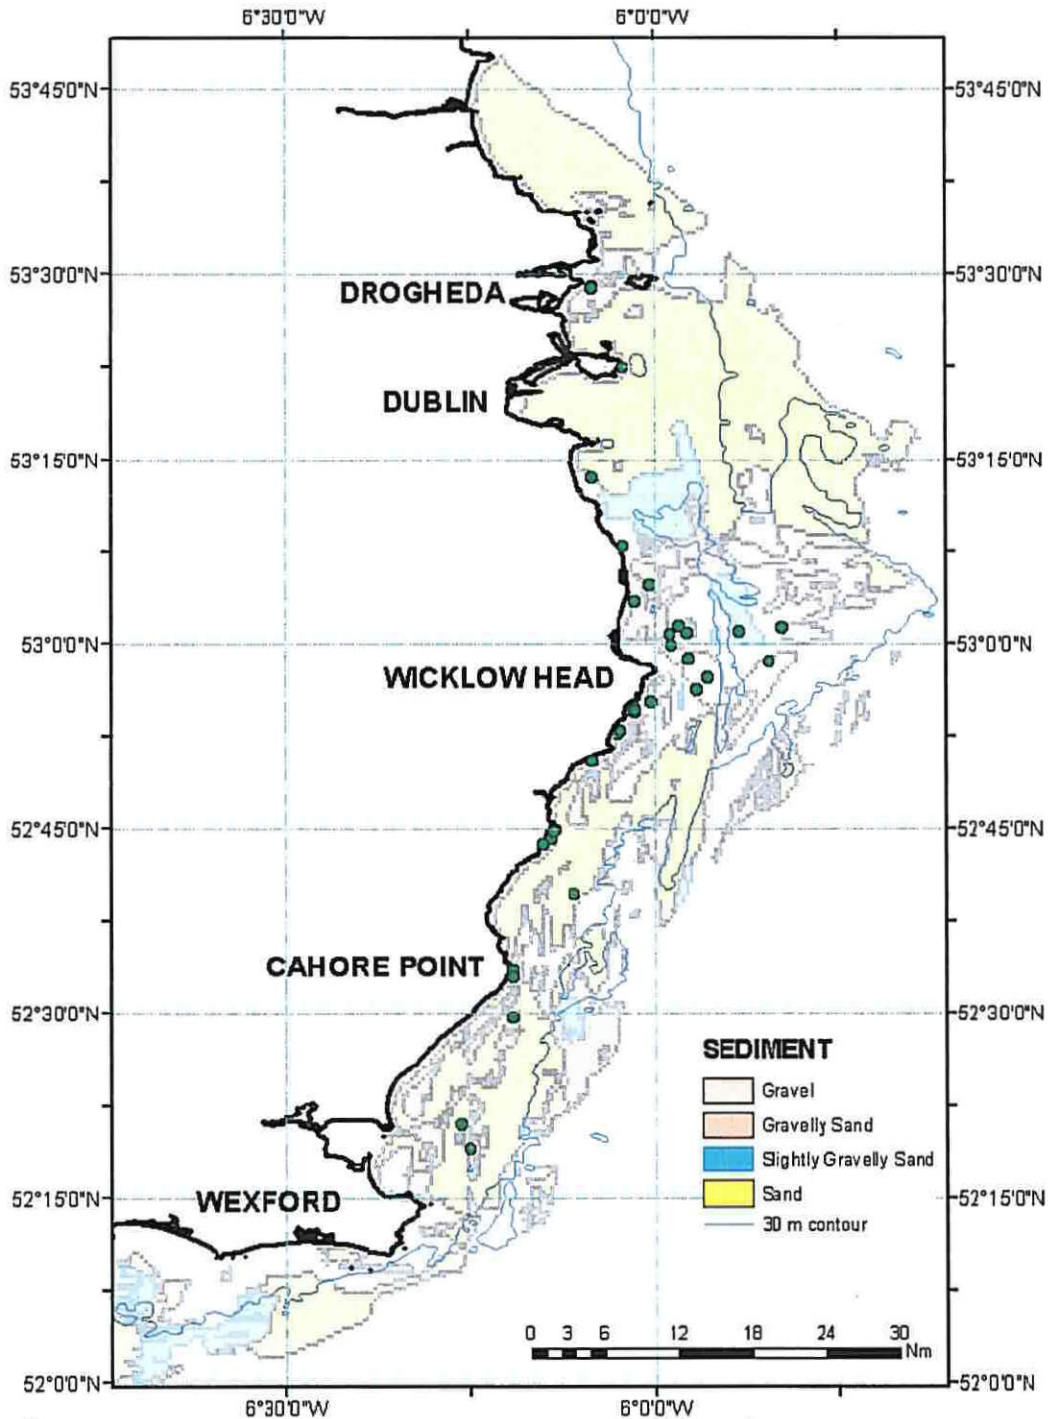 6°30'0"W 6°0'0"W
53°45'0"N 53°45'0"N
53°30'0"N 53°30'0"N
DROGHEDA
DUBLIN
53°15'0"N 53°15'0"N
53°0'0"N 53°0'0"N
WICKLOW HEAD
52°45'0"N 52°45'0"N
CAHORE POINT
52°30'0"N 52°30'0"N
SEDIMENT
Gravel
Gravelly Sand
Slightly Gravelly Sand
Sand
30 m contour
WEXFORD
52°15'0"N 52°15'0"N
0 3 6 12 18 24 30
Nm
52°0'0"N 52°0'0"N
6°30'0"W 6°0'0"W